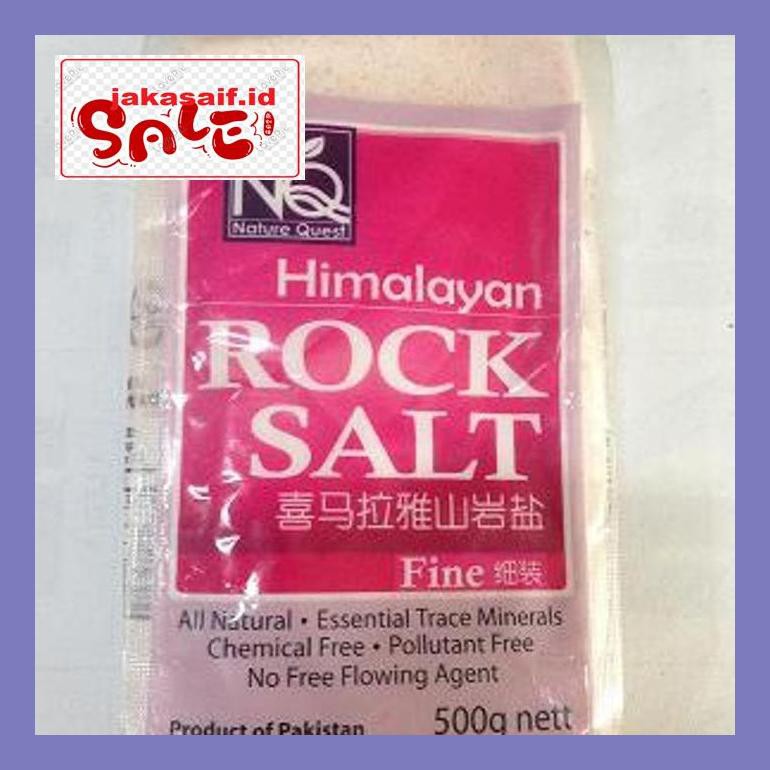 jakasaif.id
SALE
NQ
Nature Quest
Himalayan
ROCK
SALT
喜马拉雅山岩盐
Fine 细装
All Natural • Essential Trace Minerals
Chemical Free • Pollutant Free
No Free Flowing Agent
Product of Pakistan 500g nett